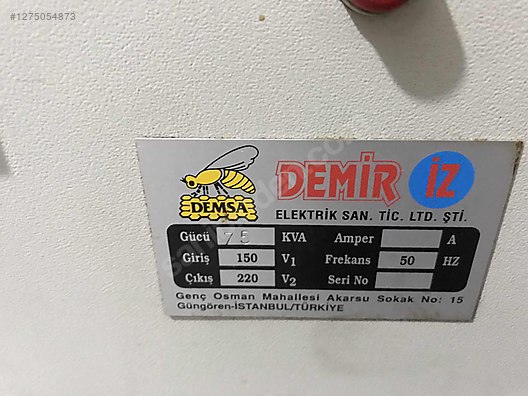 #1275054873
DEMSA
DEMİR İZ
ELEKTRİK SAN. TİC. LTD. ŞTİ.
Gücü 75 KVA Amper A
Giriş 150 V1 Frekans 50 HZ
Çıkış 220 V2 Seri No
Genç Osman Mahallesi Akarsu Sokak No: 15
Güngören-İSTANBUL/TÜRKİYE